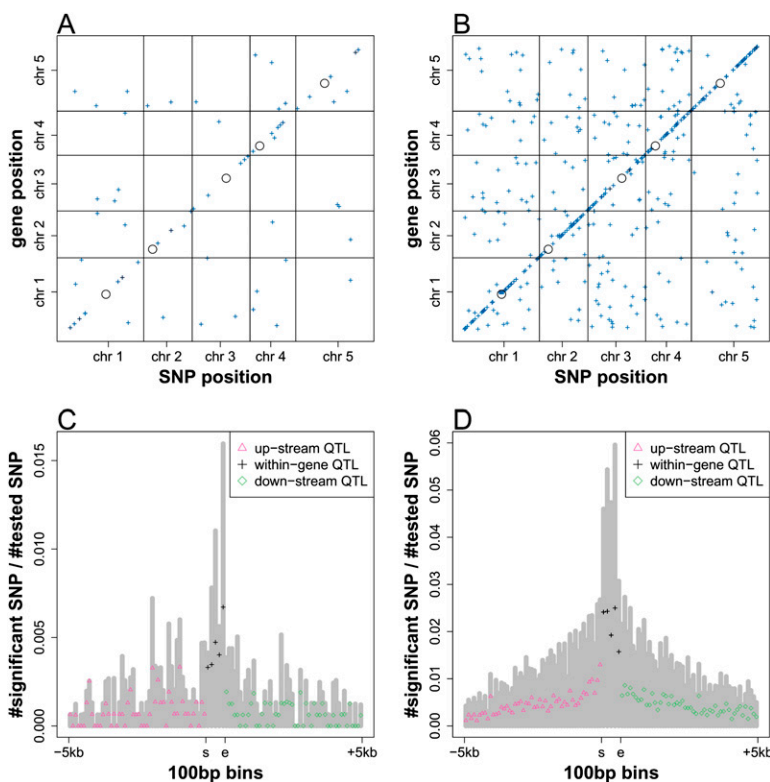 A
B
gene position
chr 1
chr 2
chr 3
chr 4
chr 5
chr 1
chr 2
chr 3
chr 4
chr 5
SNP position
gene position
chr 1
chr 2
chr 3
chr 4
chr 5
chr 1
chr 2
chr 3
chr 4
chr 5
SNP position
C
D
#significant SNP / #tested SNP
0.015
0.010
0.005
0.000
up-stream QTL
within-gene QTL
down-stream QTL
−5kb
s
e
+5kb
100bp bins
#significant SNP / #tested SNP
0.06
0.05
0.04
0.03
0.02
0.01
0.00
up-stream QTL
within-gene QTL
down-stream QTL
−5kb
s
e
+5kb
100bp bins